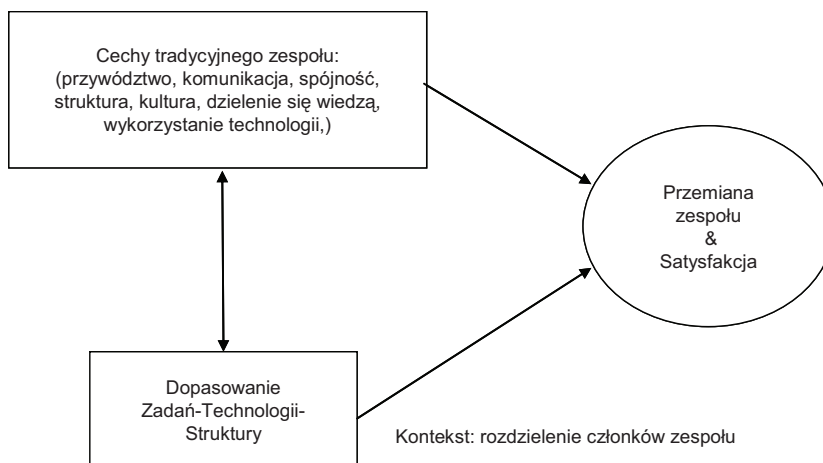 Cechy tradycyjnego zespołu:
(przywództwo, komunikacja, spójność,
struktura, kultura, dzielenie się wiedzą,
wykorzystanie technologii,)
Przemiana
zespołu
&
Satysfakcja
Dopasowanie
Zadań-Technologii-
Struktury
Kontekst: rozdzielenie członków zespołu